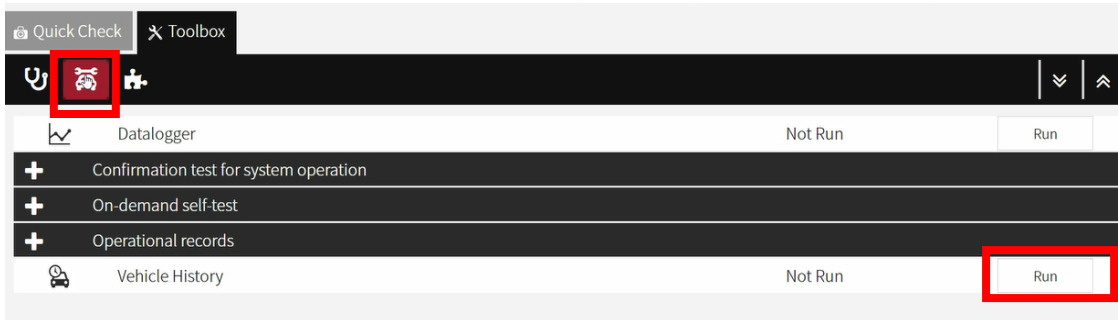 Quick Check Toolbox
Datalogger Not Run Run
Confirmation test for system operation
On-demand self-test
Operational records
Vehicle History Not Run Run